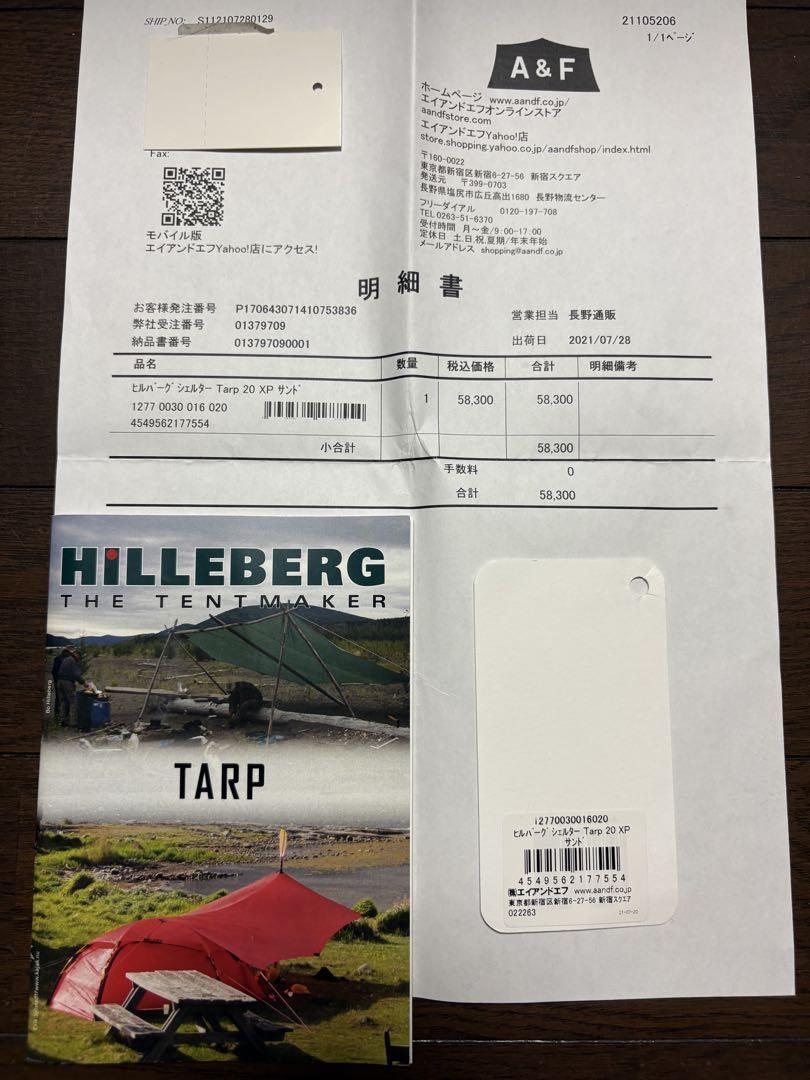 SHIP_NO: S112107280129
21105206
1/1ページ
A & F
ホームページ www.aandf.co.jp/
エイアンドエフオンラインストア
aandfstore.com
エイアンドエフYahoo!店
store.shopping.yahoo.co.jp/aandfshop/index.html
〒160-0022
東京都新宿区新宿6-27-56 新宿スクエア
発送元 〒399-0703
長野県塩尻市広丘高出1680 長野物流センター
フリーダイアル 0120-197-708
TEL 0263-51-6370
受付時間 月～金/9:00-17:00
定休日 土,日,祝,夏期/年末年始
メールアドレス shopping@aandf.co.jp
Fax:
モバイル版
エイアンドエフYahoo!店にアクセス!
明細書
お客様発注番号 P170643071410753836
弊社受注番号 01379709
納品書番号 013797090001
営業担当 長野通販
出荷日 2021/07/28
品名 数量 税込価格 合計 明細備考
ﾋﾙﾊﾞｰｸﾞ ｼｪﾙﾀｰ Tarp 20 XP ｻﾝﾄﾞ
1277 0030 016 020
4549562177554
1 58,300 58,300
小合計 58,300
手数料 0
合計 58,300
HiLLEBERG
THE TENTMAKER
Bo Hilleberg
TARP
12770030016020
ﾋﾙﾊﾞｰｸﾞ ｼｪﾙﾀｰ Tarp 20 XP
ｻﾝﾄﾞ
4549562177554
㈱エイアンドエフ www.aandf.co.jp
東京都新宿区新宿6-27-56 新宿スクエア
022263
21-07-20